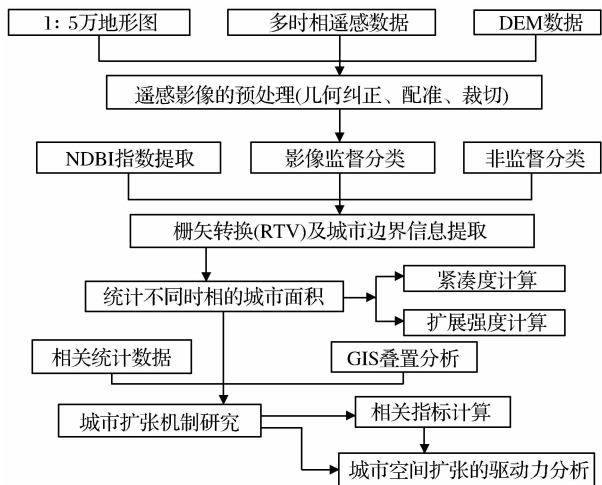 1：5万地形图
多时相遥感数据
DEM数据
遥感影像的预处理(几何纠正、配准、裁切)
NDBI指数提取
影像监督分类
非监督分类
栅矢转换(RTV)及城市边界信息提取
统计不同时相的城市面积
紧凑度计算
扩展强度计算
相关统计数据
GIS叠置分析
城市扩张机制研究
相关指标计算
城市空间扩张的驱动力分析